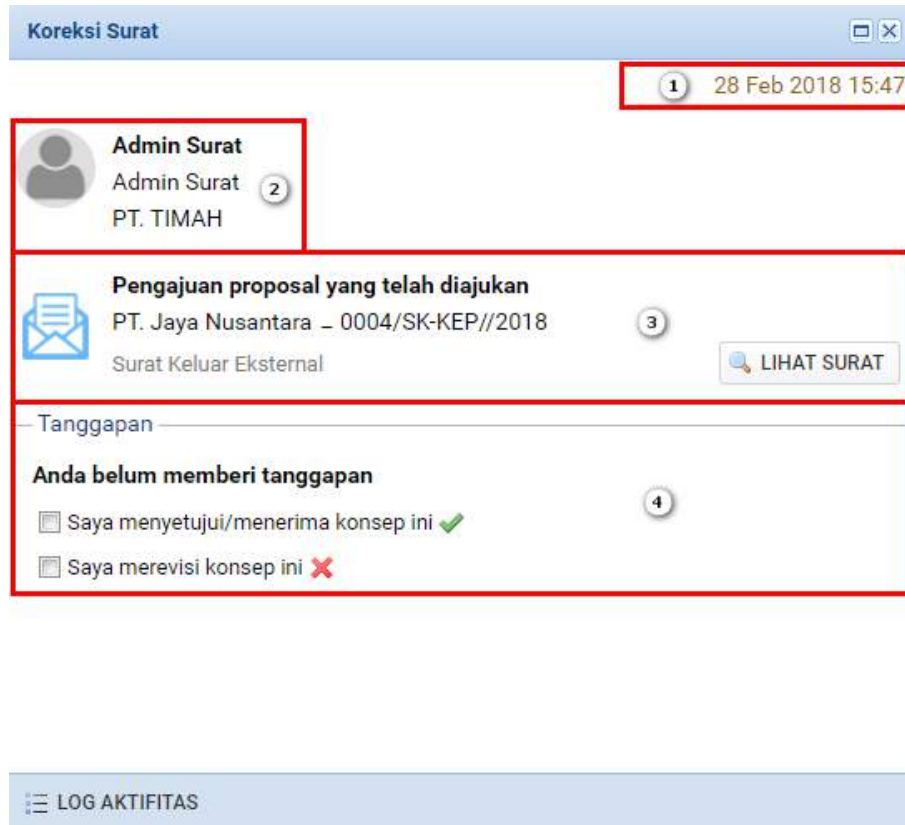 Koreksi Surat
1 28 Feb 2018 15:47
Admin Surat
Admin Surat 2
PT. TIMAH
Pengajuan proposal yang telah diajukan
PT. Jaya Nusantara – 0004/SK-KEP//2018 3
Surat Keluar Eksternal
LIHAT SURAT
Tanggapan
Anda belum memberi tanggapan
4
Saya menyetujui/menerima konsep ini
Saya merevisi konsep ini
LOG AKTIFITAS